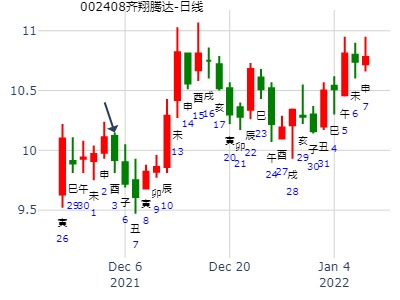 002408齐翔腾达-日线
11
10.5
10
9.5
寅
26
巳
29
午
30
未
1
申
2
酉
3
子
6
丑
7
寅
8
卯
9
辰
10
未
13
申
14
酉
15
戌
16
亥
17
寅
20
卯
21
辰
22
巳
23
午
24
酉
27
戌
28
亥
29
子
30
丑
31
巳
4
午
5
未
6
申
7
Dec 6
2021
Dec 20
Jan 4
2022